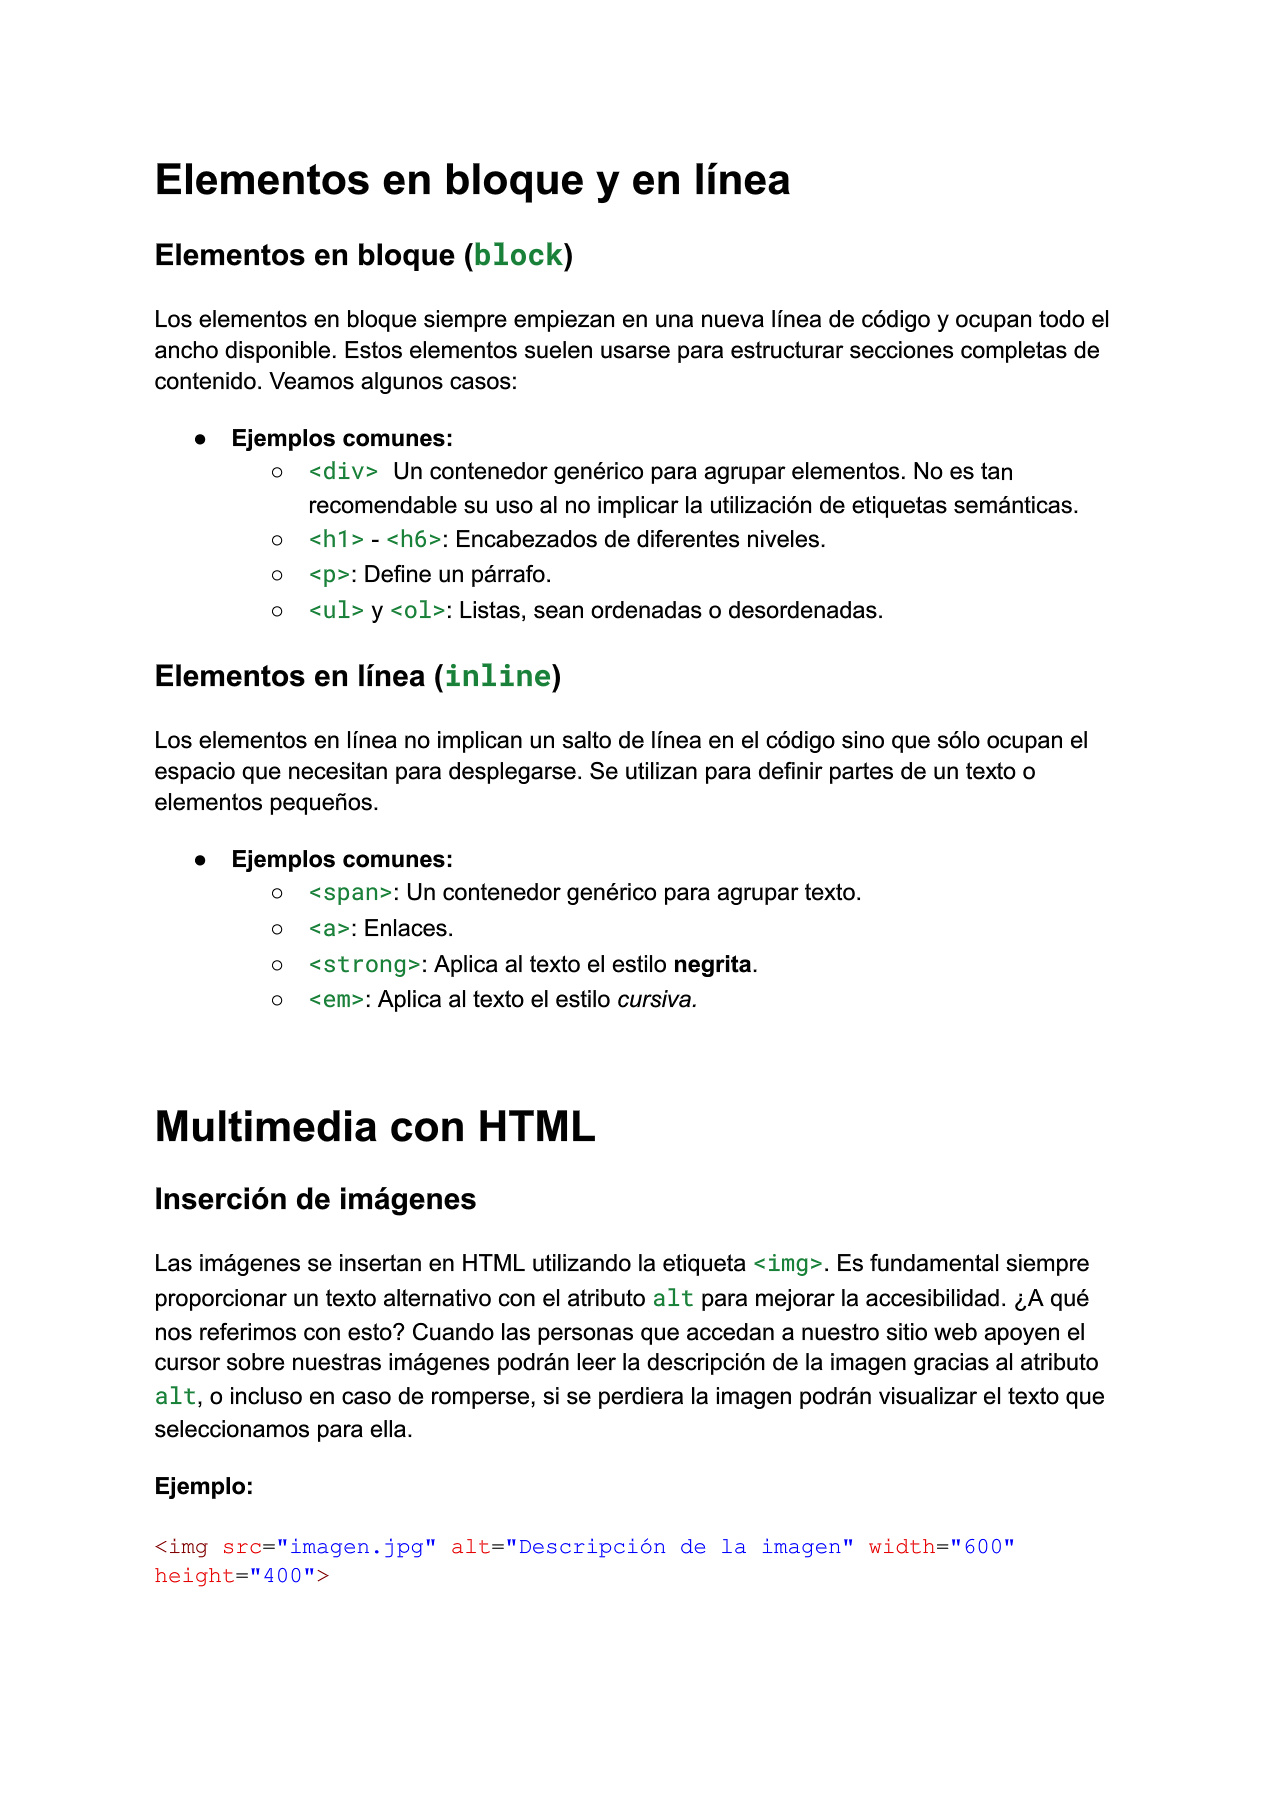 Elementos en bloque y en línea
Elementos en bloque (block)
Los elementos en bloque siempre empiezan en una nueva línea de código y ocupan todo el
ancho disponible. Estos elementos suelen usarse para estructurar secciones completas de
contenido. Veamos algunos casos:
● Ejemplos comunes:
○ <div> Un contenedor genérico para agrupar elementos. No es tan
recomendable su uso al no implicar la utilización de etiquetas semánticas.
○ <h1> - <h6>: Encabezados de diferentes niveles.
○ <p>: Define un párrafo.
○ <ul> y <ol>: Listas, sean ordenadas o desordenadas.
Elementos en línea (inline)
Los elementos en línea no implican un salto de línea en el código sino que sólo ocupan el
espacio que necesitan para desplegarse. Se utilizan para definir partes de un texto o
elementos pequeños.
● Ejemplos comunes:
○ <span>: Un contenedor genérico para agrupar texto.
○ <a>: Enlaces.
○ <strong>: Aplica al texto el estilo negrita.
○ <em>: Aplica al texto el estilo cursiva.
Multimedia con HTML
Inserción de imágenes
Las imágenes se insertan en HTML utilizando la etiqueta <img>. Es fundamental siempre
proporcionar un texto alternativo con el atributo alt para mejorar la accesibilidad. ¿A qué
nos referimos con esto? Cuando las personas que accedan a nuestro sitio web apoyen el
cursor sobre nuestras imágenes podrán leer la descripción de la imagen gracias al atributo
alt, o incluso en caso de romperse, si se perdiera la imagen podrán visualizar el texto que
seleccionamos para ella.
Ejemplo:
<img src="imagen.jpg" alt="Descripción de la imagen" width="600"
height="400">